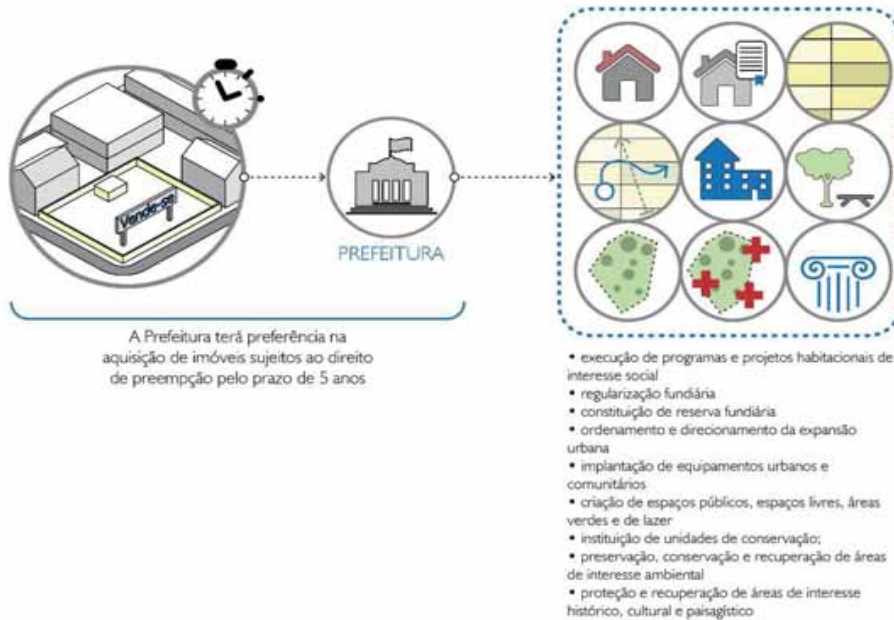 Vende-se
PREFEITURA
A Prefeitura terá preferência na
aquisição de imóveis sujeitos ao direito
de preempção pelo prazo de 5 anos
• execução de programas e projetos habitacionais de
interesse social
• regularização fundiária
• constituição de reserva fundiária
• ordenamento e direcionamento da expansão
urbana
• implantação de equipamentos urbanos e
comunitários
• criação de espaços públicos, espaços livres, áreas
verdes e de lazer
• instituição de unidades de conservação;
• preservação, conservação e recuperação de áreas
de interesse ambiental
• proteção e recuperação de áreas de interesse
histórico, cultural e paisagístico